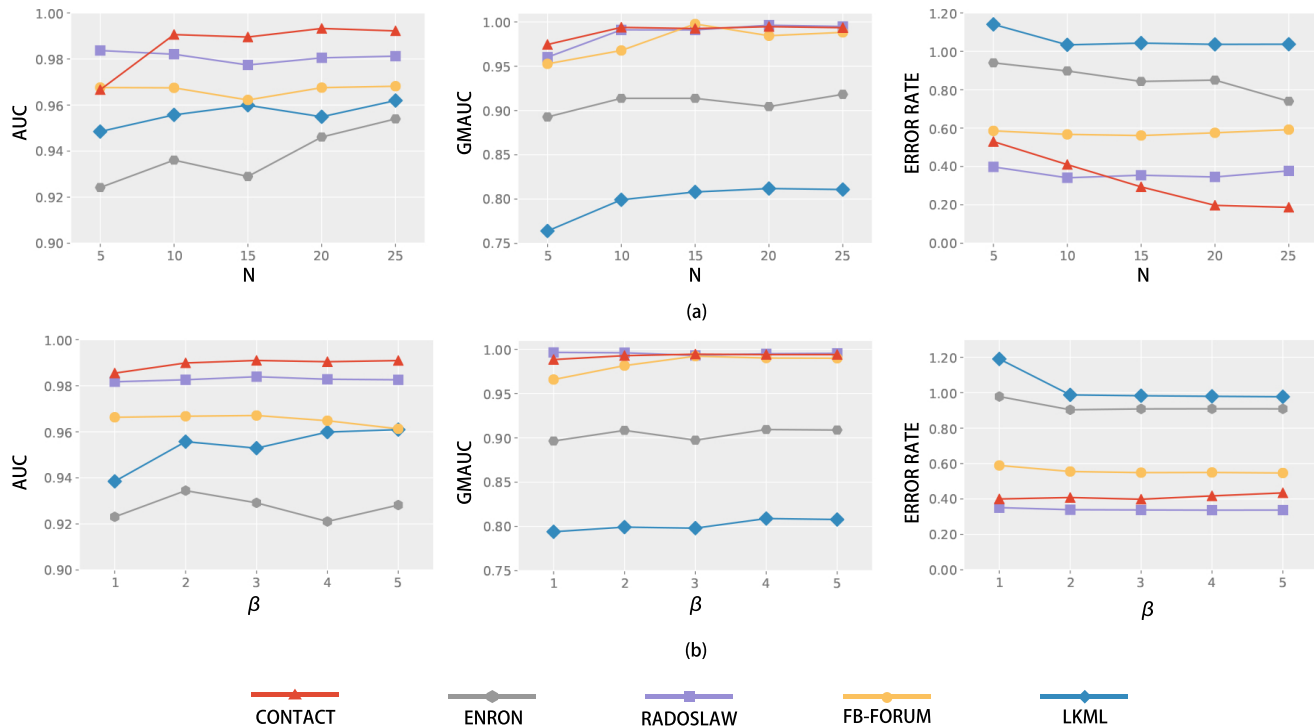 1.00
0.98
0.96
0.94
0.92
0.90
AUC
5 10 15 20 25
N
1.00
0.95
0.90
0.85
0.80
0.75
GMAUC
5 10 15 20 25
N
1.20
1.00
0.80
0.60
0.40
0.20
0.00
ERROR RATE
5 10 15 20 25
N
(a)
1.00
0.98
0.96
0.94
0.92
0.90
AUC
1 2 3 4 5
β
1.00
0.95
0.90
0.85
0.80
0.75
GMAUC
1 2 3 4 5
β
1.20
1.00
0.80
0.60
0.40
0.20
0.00
ERROR RATE
1 2 3 4 5
β
(b)
CONTACT ENRON RADOSLAW FB-FORUM LKML